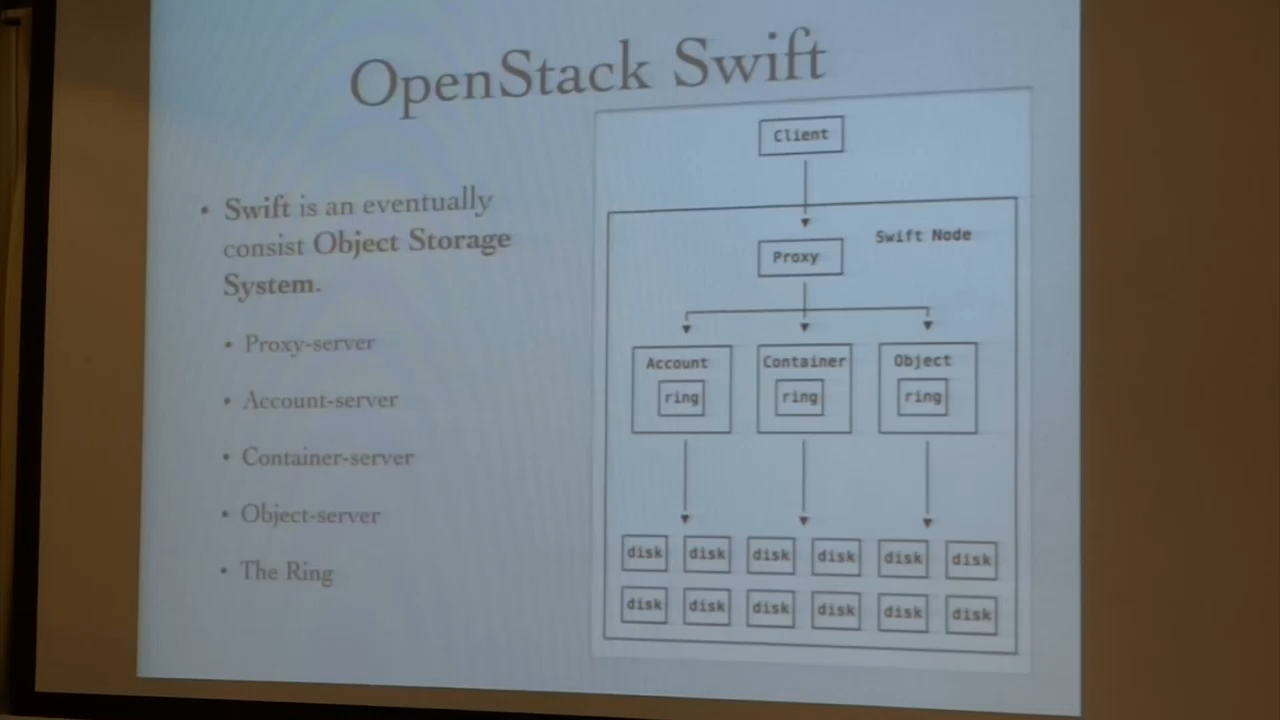 OpenStack Swift
• Swift is an eventually
consist Object Storage
System.
• Proxy-server
• Account-server
• Container-server
• Object-server
• The Ring
Client
Swift Node
Proxy
Account Container Object
ring ring ring
disk disk disk disk disk disk
disk disk disk disk disk disk